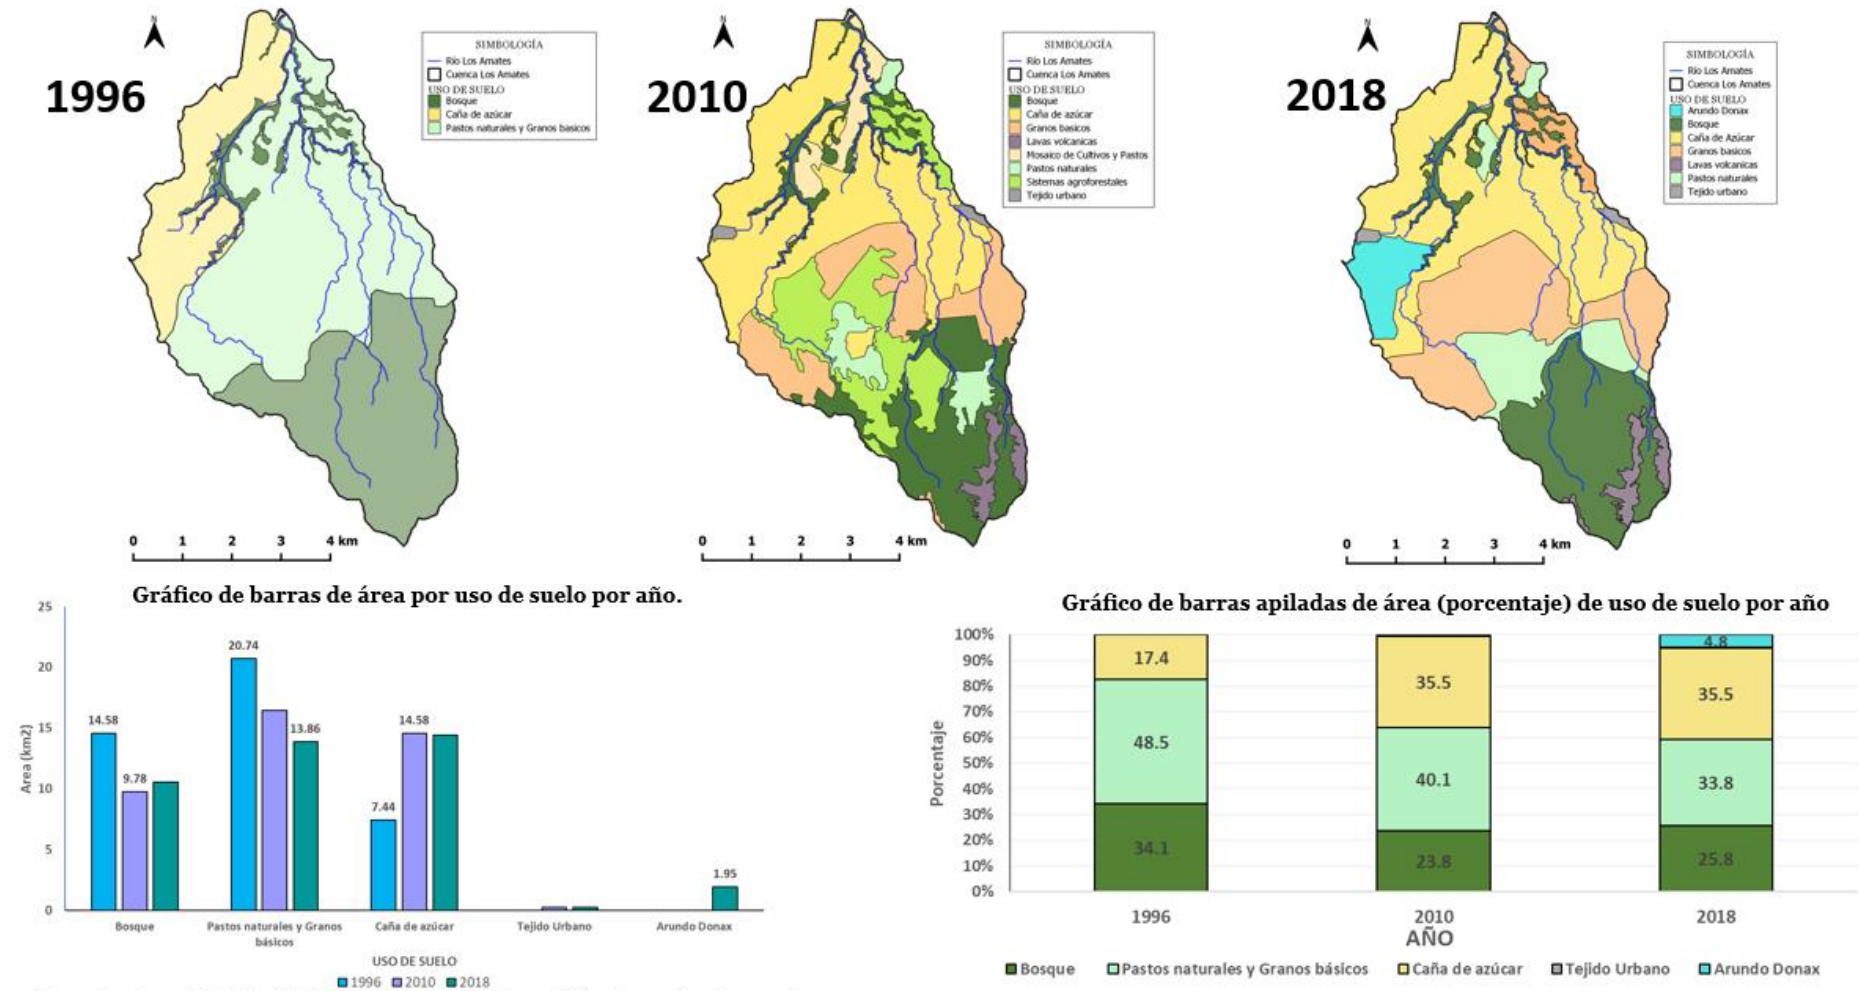 N
1996
SIMBOLOGÍA
Río Los Amates
Cuenca Los Amates
USO DE SUELO
Bosque
Caña de azúcar
Pastos naturales y Granos basicos
0 1 2 3 4 km
N
2010
SIMBOLOGÍA
Río Los Amates
Cuenca Los Amates
USO DE SUELO
Bosque
Caña de azúcar
Granos basicos
Lavas volcanicas
Mosaico de Cultivos y Pastos
Pastos naturales
Sistemas agroforestales
Tejido urbano
0 1 2 3 4 km
N
2018
SIMBOLOGÍA
Río Los Amates
Cuenca Los Amates
USO DE SUELO
Arundo Donax
Bosque
Caña de Azúcar
Granos basicos
Lavas volcanicas
Pastos naturales
Tejido urbano
0 1 2 3 4 km
Gráfico de barras de área por uso de suelo por año.
Area (km2)
25
20
15
10
5
0
14.58
9.78
20.74
13.86
7.44
14.58
1.95
Bosque
Pastos naturales y Granos
básicos
Caña de azúcar
Tejido Urbano
Arundo Donax
USO DE SUELO
1996 2010 2018
Gráfico de barras apiladas de área (porcentaje) de uso de suelo por año
Porcentaje
100%
90%
80%
70%
60%
50%
40%
30%
20%
10%
0%
17.4
48.5
34.1
35.5
40.1
23.8
4.8
35.5
33.8
25.8
1996
2010
2018
AÑO
Bosque Pastos naturales y Granos básicos Caña de azúcar Tejido Urbano Arundo Donax